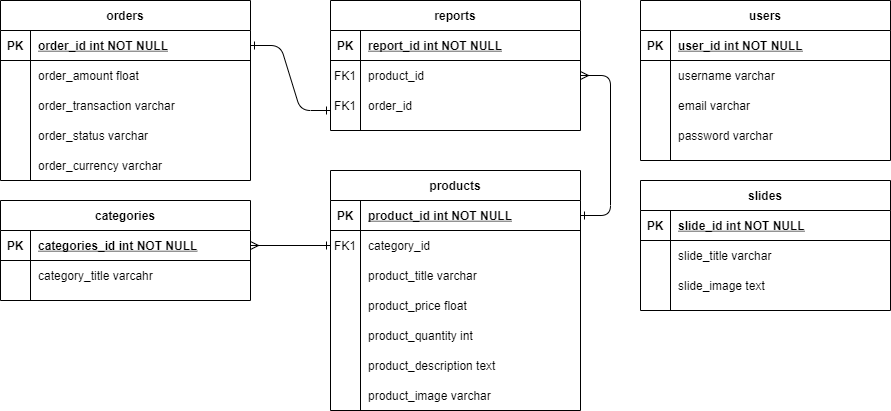 orders
PK order_id int NOT NULL
order_amount float
order_transaction varchar
order_status varchar
order_currency varchar
reports
PK report_id int NOT NULL
FK1 product_id
FK1 order_id
users
PK user_id int NOT NULL
username varchar
email varchar
password varchar
categories
PK categories_id int NOT NULL
category_title varcahr
products
PK product_id int NOT NULL
FK1 category_id
product_title varchar
product_price float
product_quantity int
product_description text
product_image varchar
slides
PK slide_id int NOT NULL
slide_title varchar
slide_image text